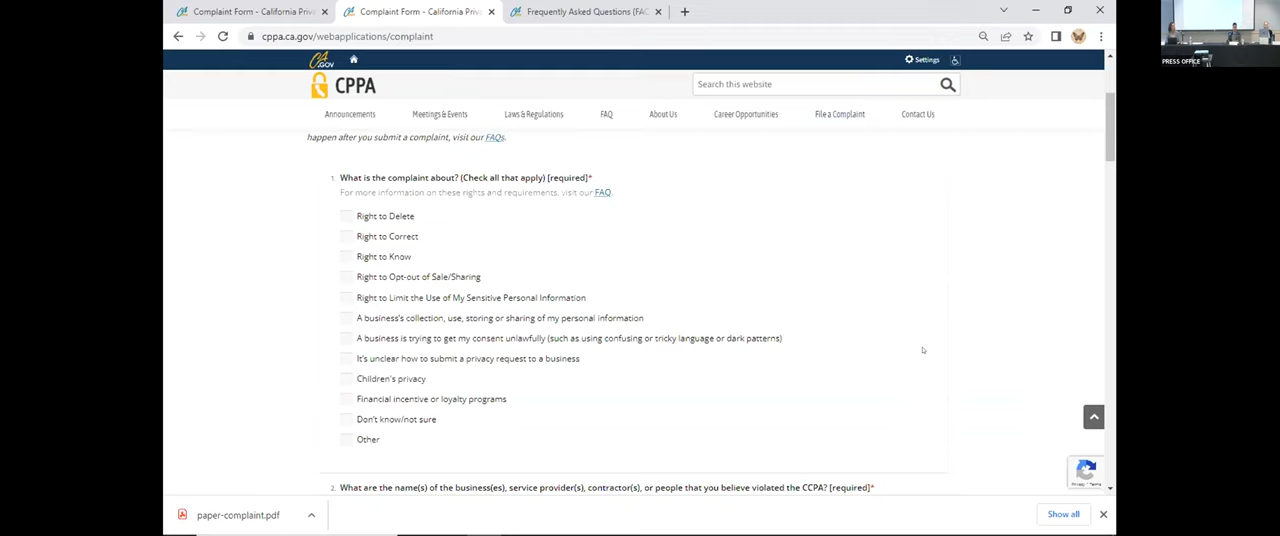 Complaint Form - California Priv
Complaint Form - California Priv
Frequently Asked Questions (FAC
cppa.ca.gov/webapplications/complaint
PRESS OFFICE
CA.GOV
Settings
CPPA
Search this website
Announcements
Meetings & Events
Laws & Regulations
FAQ
About Us
Career Opportunities
File a Complaint
Contact Us
happen after you submit a complaint, visit our FAQs.
1. What is the complaint about? (Check all that apply) [required]*
For more information on these rights and requirements, visit our FAQ.
Right to Delete
Right to Correct
Right to Know
Right to Opt-out of Sale/Sharing
Right to Limit the Use of My Sensitive Personal Information
A business's collection, use, storing or sharing of my personal information
A business is trying to get my consent unlawfully (such as using confusing or tricky language or dark patterns)
It's unclear how to submit a privacy request to a business
Children's privacy
Financial incentive or loyalty programs
Don't know/not sure
Other
Privacy - Terms
2. What are the name(s) of the business(es), service provider(s), contractor(s), or people that you believe violated the CCPA? [required]*
paper-complaint.pdf
Show all